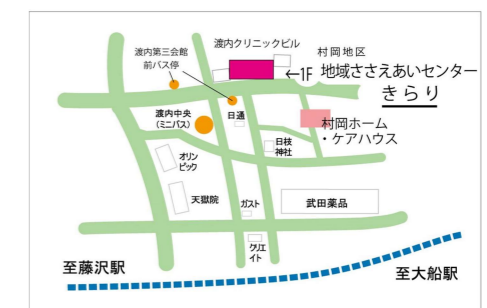 渡内第三会館
前バス停
渡内クリニックビル
村岡地区
←1F 地域ささえあいセンター
きらり
渡内中央
（ミニバス）
日通
村岡ホーム
・ケアハウス
日枝
神社
オリン
ピック
天嶽院
ガスト
武田薬品
クリエ
イト
至藤沢駅
至大船駅